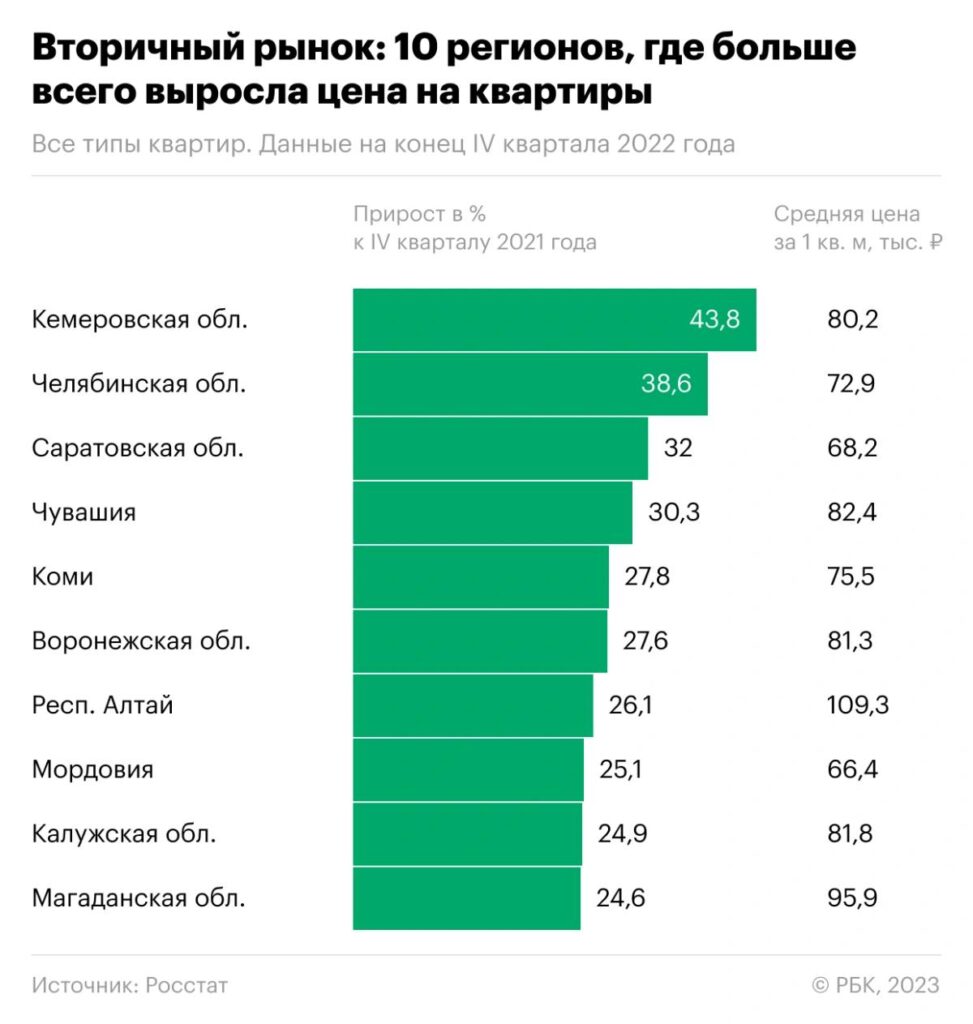 Вторичный рынок: 10 регионов, где больше
всего выросла цена на квартиры
Все типы квартир. Данные на конец IV квартала 2022 года
Прирост в %
к IV кварталу 2021 года
Средняя цена
за 1 кв. м, тыс. ₽
Кемеровская обл. 43,8 80,2
Челябинская обл. 38,6 72,9
Саратовская обл. 32 68,2
Чувашия 30,3 82,4
Коми 27,8 75,5
Воронежская обл. 27,6 81,3
Респ. Алтай 26,1 109,3
Мордовия 25,1 66,4
Калужская обл. 24,9 81,8
Магаданская обл. 24,6 95,9
Источник: Росстат © РБК, 2023